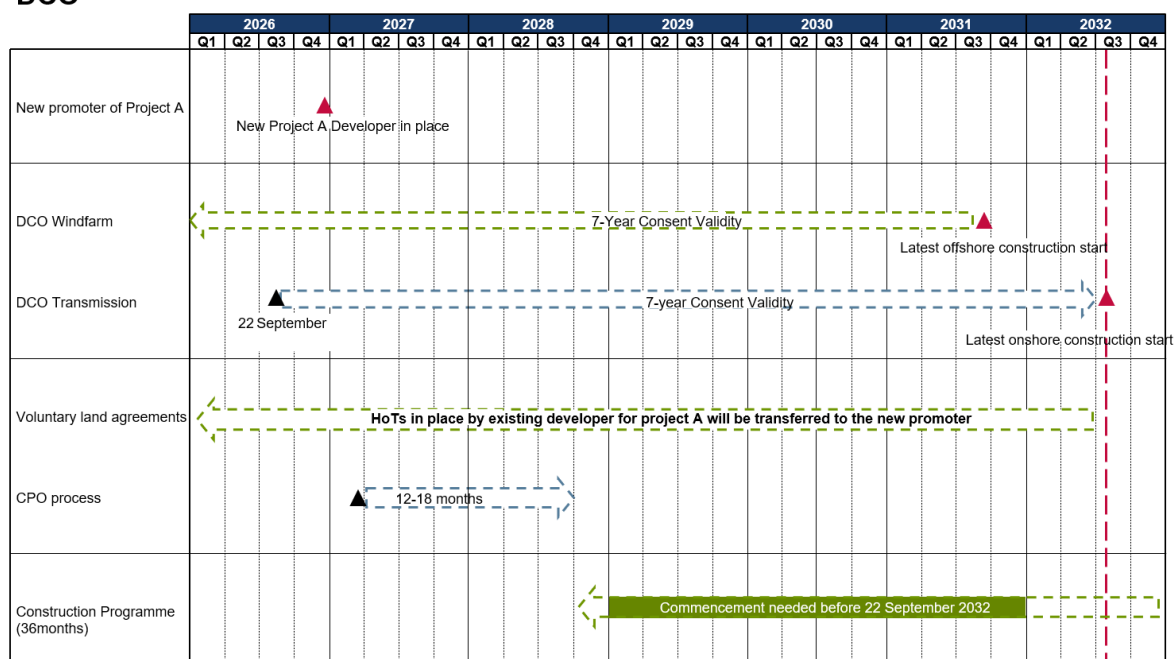 2026 2027 2028 2029 2030 2031 2032
Q1 Q2 Q3 Q4 Q1 Q2 Q3 Q4 Q1 Q2 Q3 Q4 Q1 Q2 Q3 Q4 Q1 Q2 Q3 Q4 Q1 Q2 Q3 Q4 Q1 Q2 Q3 Q4
New promoter of Project A
New Project A Developer in place
DCO Windfarm
7-Year Consent Validity
Latest offshore construction start
DCO Transmission
7-year Consent Validity
22 September
Latest onshore construction start
Voluntary land agreements
HoTs in place by existing developer for project A will be transferred to the new promoter
CPO process
12-18 months
Construction Programme
(36months)
Commencement needed before 22 September 2032